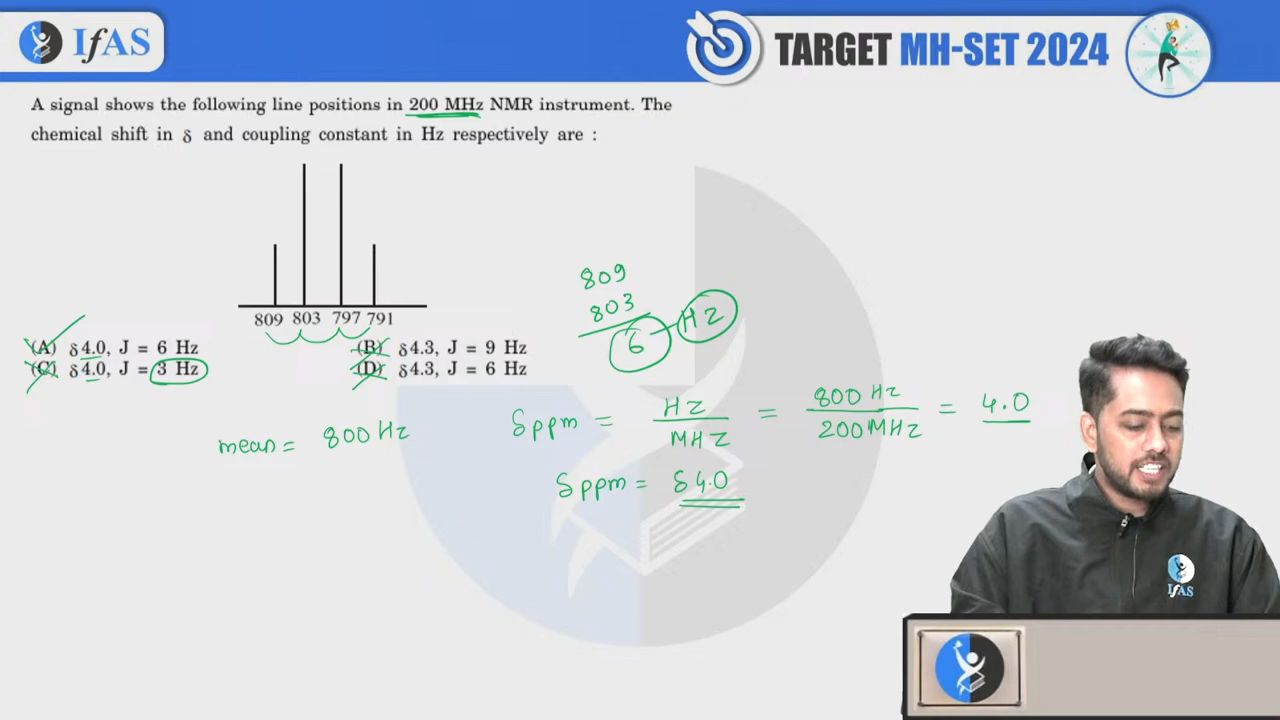 IfAS
TARGET MH-SET 2024
A signal shows the following line positions in 200 MHz NMR instrument. The
chemical shift in δ and coupling constant in Hz respectively are :
809 803 797 791
(A) δ4.0, J = 6 Hz
(B) δ4.3, J = 9 Hz
(C) δ4.0, J = 3 Hz
(D) δ4.3, J = 6 Hz
809
803
6 Hz
mean = 800 Hz
δ ppm = Hz / MHz = 800 Hz / 200 MHz = 4.0
δ ppm = δ 4.0
IfAS